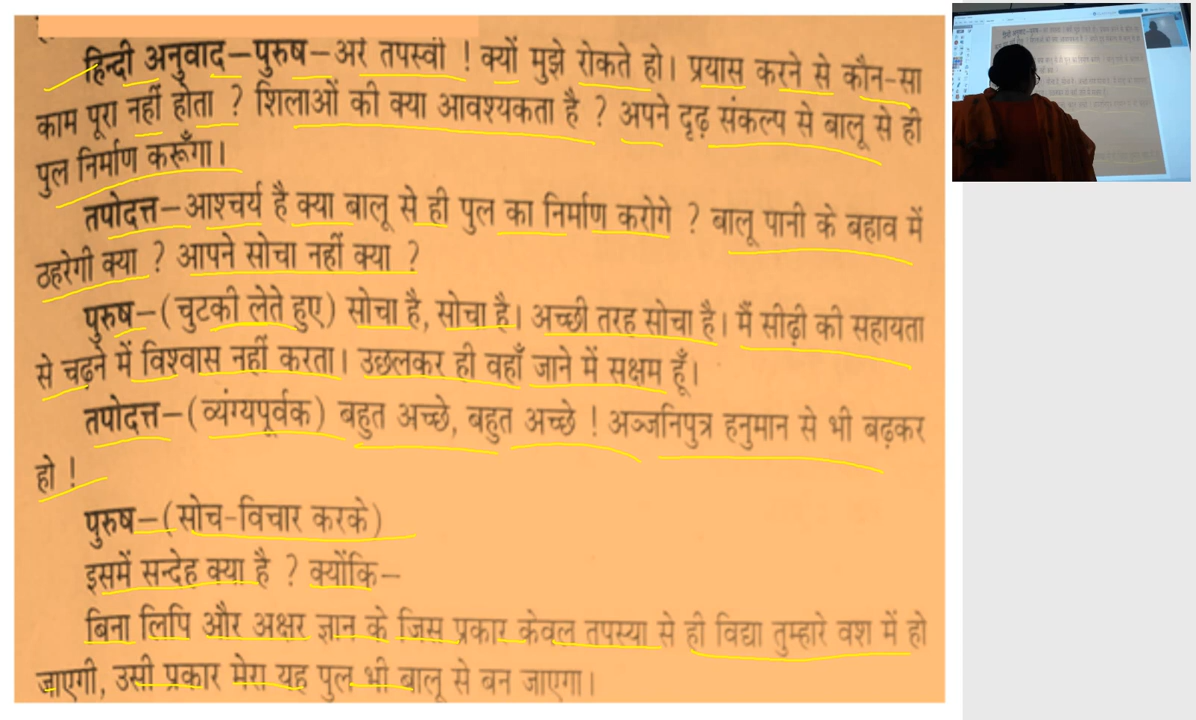 हिन्दी अनुवाद–पुरुष–अरे तपस्वी ! क्यों मुझे रोकते हो। प्रयास करने से कौन-सा
काम पूरा नहीं होता ? शिलाओं की क्या आवश्यकता है ? अपने दृढ़ संकल्प से बालू से ही
पुल निर्माण करूँगा।
तपोदत्त–आश्चर्य है क्या बालू से ही पुल का निर्माण करोगे ? बालू पानी के बहाव में
ठहरेगी क्या ? आपने सोचा नहीं क्या ?
पुरुष–(चुटकी लेते हुए) सोचा है, सोचा है। अच्छी तरह सोचा है। मैं सीढ़ी की सहायता
से चढ़ने में विश्वास नहीं करता। उछलकर ही वहाँ जाने में सक्षम हूँ।
तपोदत्त–(व्यंग्यपूर्वक) बहुत अच्छे, बहुत अच्छे ! अञ्जनिपुत्र हनुमान से भी बढ़कर
हो !
पुरुष–(सोच-विचार करके)
इसमें सन्देह क्या है ? क्योंकि–
बिना लिपि और अक्षर ज्ञान के जिस प्रकार केवल तपस्या से ही विद्या तुम्हारे वश में हो
जाएगी, उसी प्रकार मेरा यह पुल भी बालू से बन जाएगा।